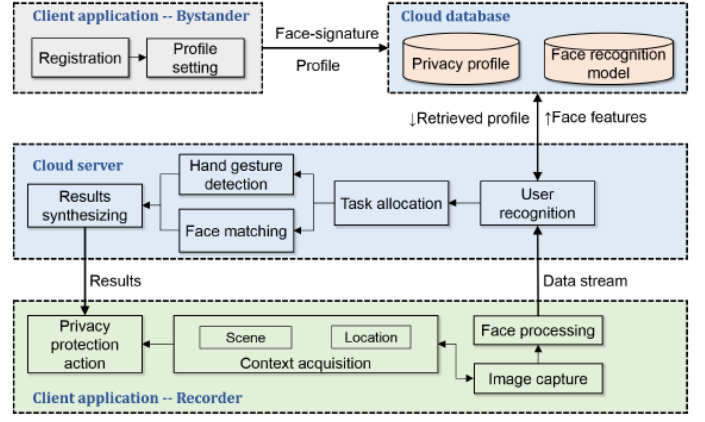 Client application -- Bystander
Registration
Profile
setting
Face-signature
Profile
Cloud database
Privacy profile
Face recognition
model
↓Retrieved profile
↑Face features
Cloud server
Results
synthesizing
Hand gesture
detection
Face matching
Task allocation
User
recognition
Results
Data stream
Privacy
protection
action
Scene
Location
Context acquisition
Face processing
Image capture
Client application -- Recorder